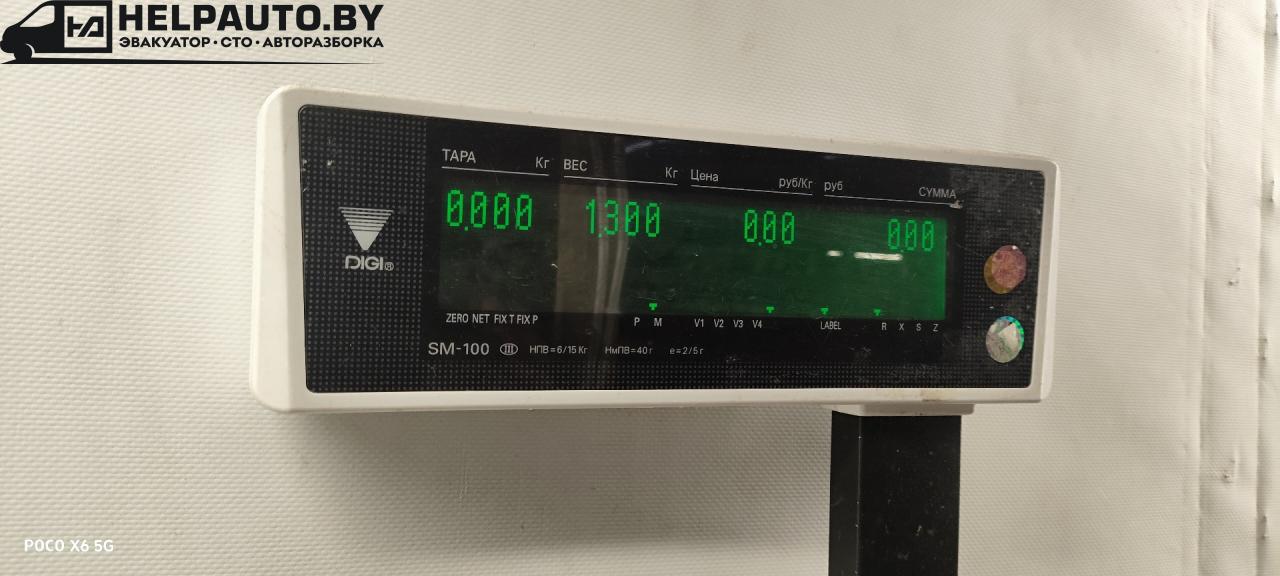 HELPAUTO.BY
ЭВАКУАТОР · СТО · АВТОРАЗБОРКА
ТАРА Кг ВЕС Кг Цена руб/Кг руб СУММА
0.000 1.300 0.00 0.00
DIGI®
ZERO NET FIX T FIX P P M V1 V2 V3 V4 LABEL R X S Z
SM-100 III НПВ=6/15 Кг НмПВ=40 г е=2/5 г
POCO X6 5G